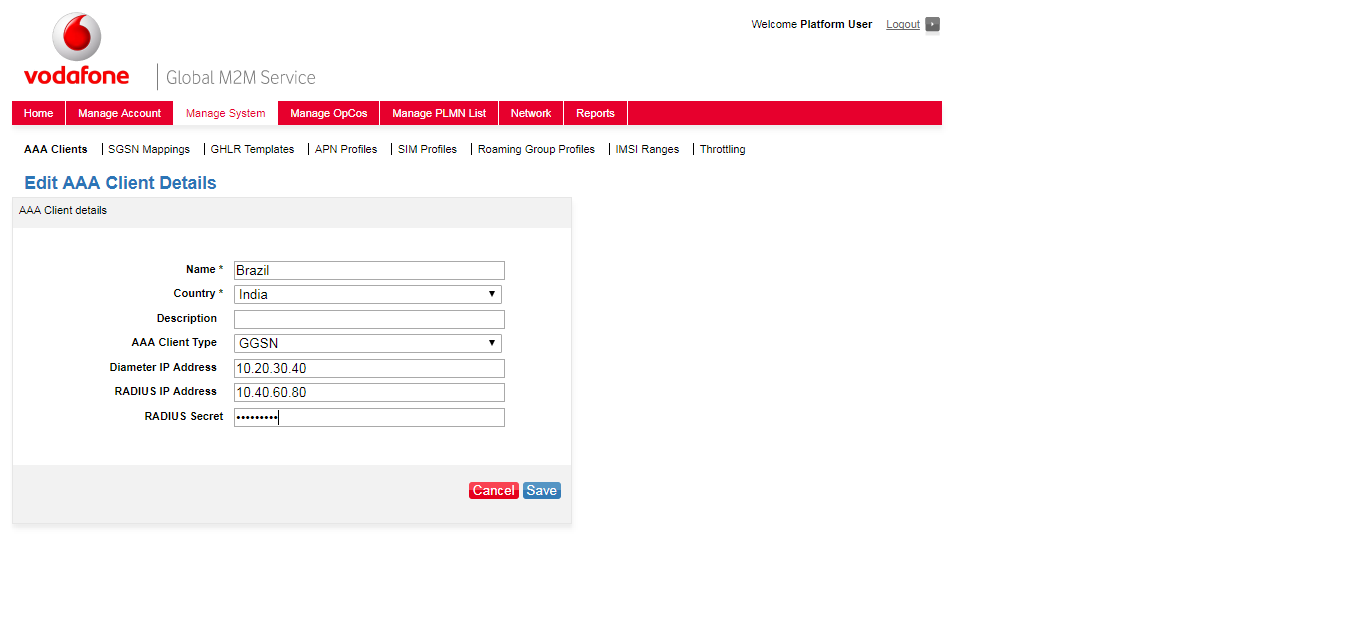 Welcome Platform User Logout
vodafone Global M2M Service
Home Manage Account Manage System Manage OpCos Manage PLMN List Network Reports
AAA Clients SGSN Mappings GHLR Templates APN Profiles SIM Profiles Roaming Group Profiles IMSI Ranges Throttling
Edit AAA Client Details
AAA Client details
Name * Brazil
Country * India
Description
AAA Client Type GGSN
Diameter IP Address 10.20.30.40
RADIUS IP Address 10.40.60.80
RADIUS Secret •••••••••
Cancel Save